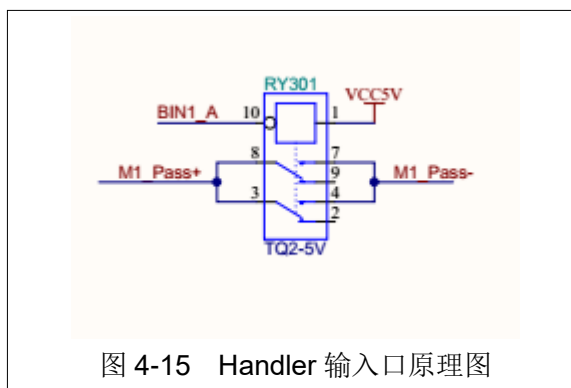 RY301
VCC5V
BIN1_A 10 1
8 7
M1_Pass+ 9 M1_Pass-
3 4
2
TQ2-5V
图 4-15 Handler 输入口原理图